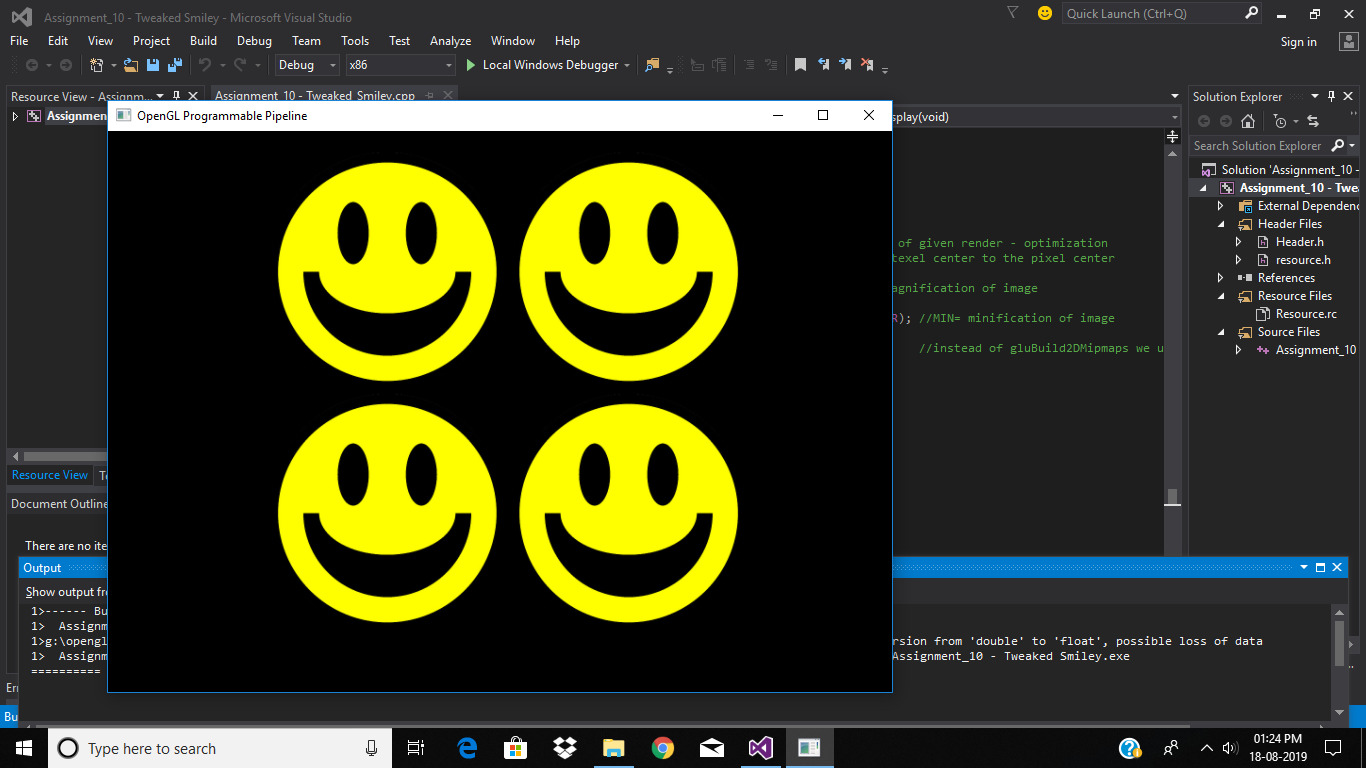 Assignment_10 - Tweaked Smiley - Microsoft Visual Studio
Quick Launch (Ctrl+Q)
File Edit View Project Build Debug Team Tools Test Analyze Window Help
Sign in
Debug x86 Local Windows Debugger
Resource View - Assignm...
Assignment_10 - Tweaked Smiley.cpp
Solution Explorer
Assignment
OpenGL Programmable Pipeline
splay(void)
Search Solution Explorer
Solution 'Assignment_10 -
Assignment_10 - Twe
External Dependenc
Header Files
of given render - optimization
Header.h
texel center to the pixel center
resource.h
References
agnification of image
Resource Files
R); //MIN= minification of image
Resource.rc
Source Files
//instead of gluBuild2DMipmaps we u
Assignment_10
Resource View
Document Outline
There are no ite
Output
Show output fr
1>------ Bu
1> Assignm
1>g:\opengl
rsion from 'double' to 'float', possible loss of data
1> Assignm
Assignment_10 - Tweaked Smiley.exe
==========
Type here to search
01:24 PM
18-08-2019